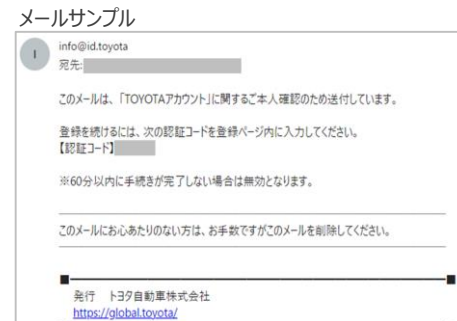 メールサンプル
I
info@id.toyota
宛先:
このメールは、「TOYOTAアカウント」に関するご本人確認のため送付しています。
登録を続けるには、次の認証コードを登録ページ内に入力してください。
【認証コード】
※60分以内に手続きが完了しない場合は無効となります。
このメールにお心あたりのない方は、お手数ですがこのメールを削除してください。
発行　トヨタ自動車株式会社
https://global.toyota/